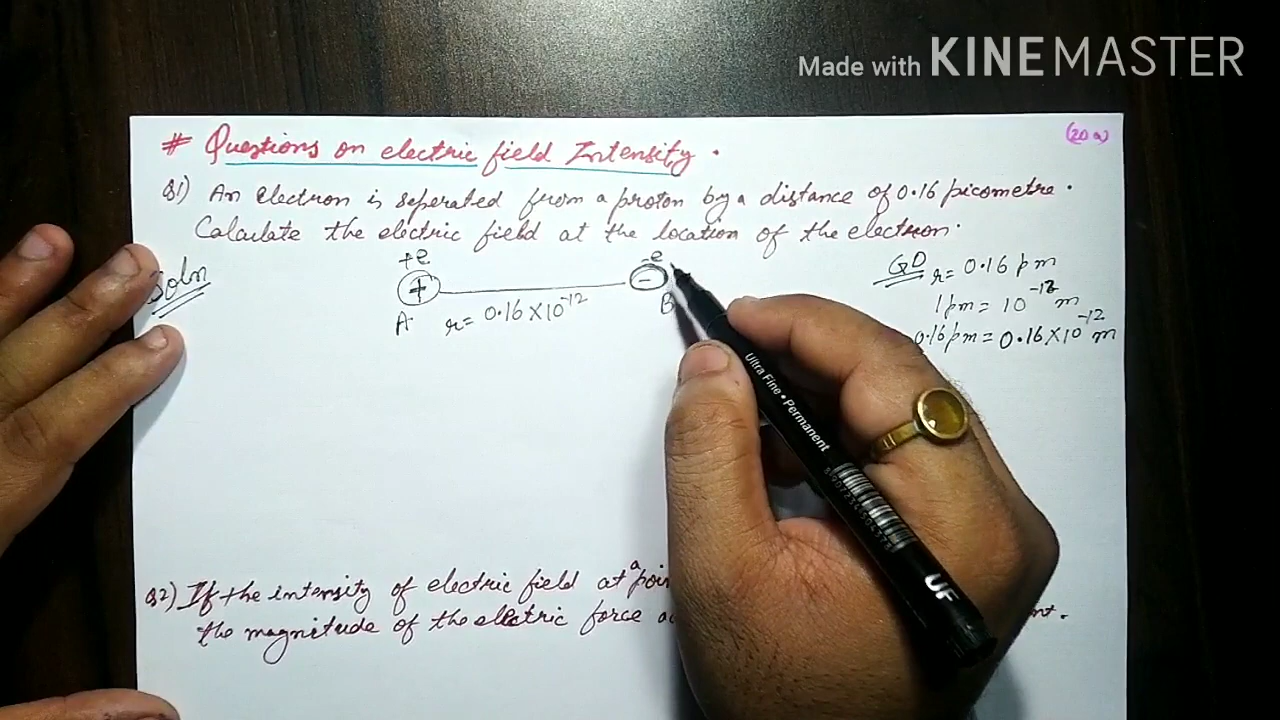 Made with KINEMASTER
# Questions on electric field Intensity .
Q1) An electron is seperated from a proton by a distance of 0.16 picometre .
Calculate the electric field at the location of the electron.
Soln
+e
-e
+
-
A
r = 0.16 X 10^-12
B
GD r = 0.16 pm
1 pm = 10^-12 m
0.16 pm = 0.16 X 10^-12 m
Q2) If the intensity of electric field at a
the magnitude of the electric force
Ultra Fine • Permanent
UF